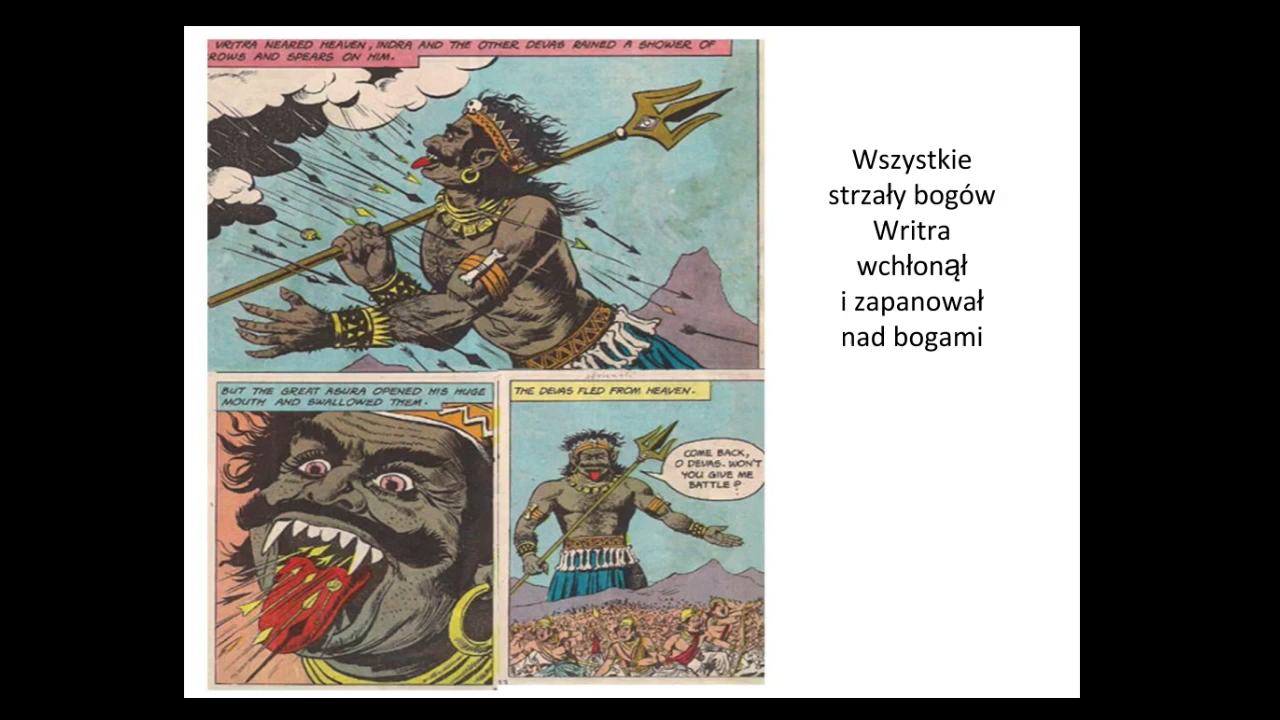 VRITRA NEARED HEAVEN, INDRA AND THE OTHER DEVAS RAINED A SHOWER OF
ROWS AND SPEARS ON HIM.
BUT THE GREAT ASURA OPENED HIS HUGE
MOUTH AND SWALLOWED THEM.
THE DEVAS FLED FROM HEAVEN.
COME BACK,
O DEVAS. WON'T
YOU GIVE ME
BATTLE?
Wszystkie
strzały bogów
Writra
wchłonął
i zapanował
nad bogami